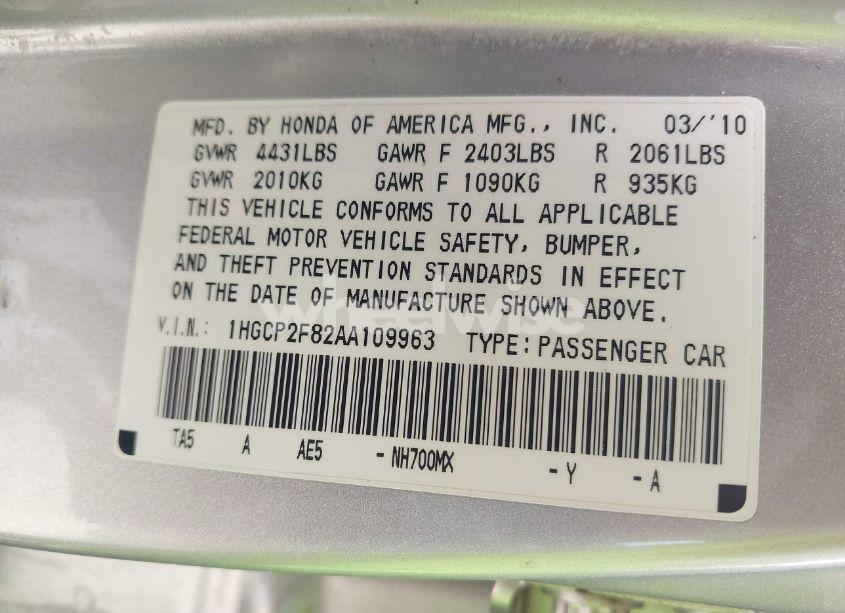 MFD. BY HONDA OF AMERICA MFG., INC. 03/'10
GVWR 4431LBS GAWR F 2403LBS R 2061LBS
GVWR 2010KG GAWR F 1090KG R 935KG
THIS VEHICLE CONFORMS TO ALL APPLICABLE
FEDERAL MOTOR VEHICLE SAFETY, BUMPER,
AND THEFT PREVENTION STANDARDS IN EFFECT
ON THE DATE OF MANUFACTURE SHOWN ABOVE.
wheelwise
V.I.N.: 1HGCP2F82AA109963 TYPE: PASSENGER CAR
TA5 A AE5 - NH700MX - Y - A